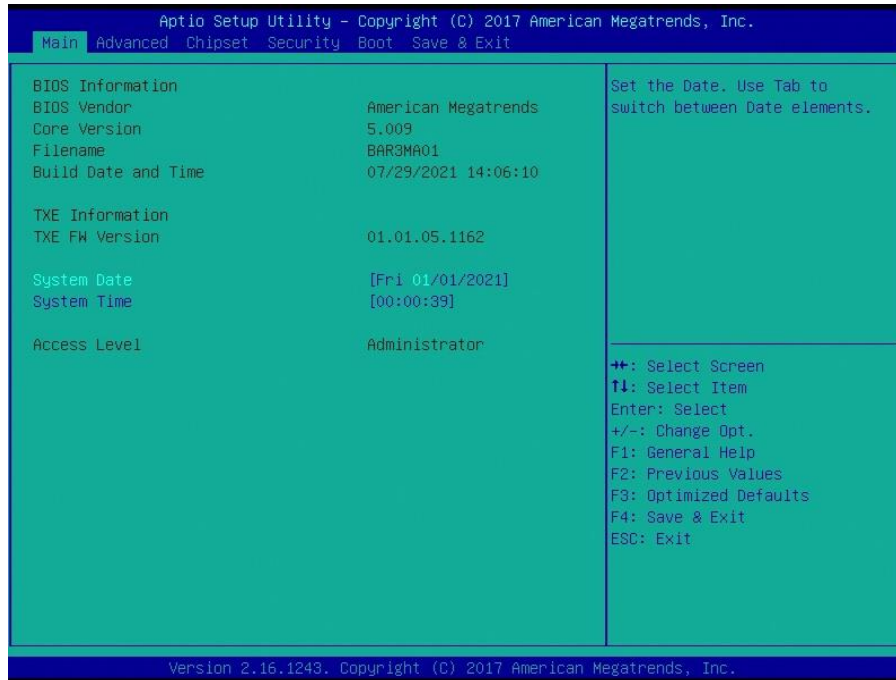 Aptio Setup Utility – Copyright (C) 2017 American Megatrends, Inc.
Main Advanced Chipset Security Boot Save & Exit
BIOS Information
BIOS Vendor American Megatrends
Core Version 5.009
Filename BAR3MA01
Build Date and Time 07/29/2021 14:06:10
TXE Information
TXE FW Version 01.01.05.1162
System Date [Fri 01/01/2021]
System Time [00:00:39]
Access Level Administrator
Set the Date. Use Tab to
switch between Date elements.
→←: Select Screen
↑↓: Select Item
Enter: Select
+/-: Change Opt.
F1: General Help
F2: Previous Values
F3: Optimized Defaults
F4: Save & Exit
ESC: Exit
Version 2.16.1243. Copyright (C) 2017 American Megatrends, Inc.